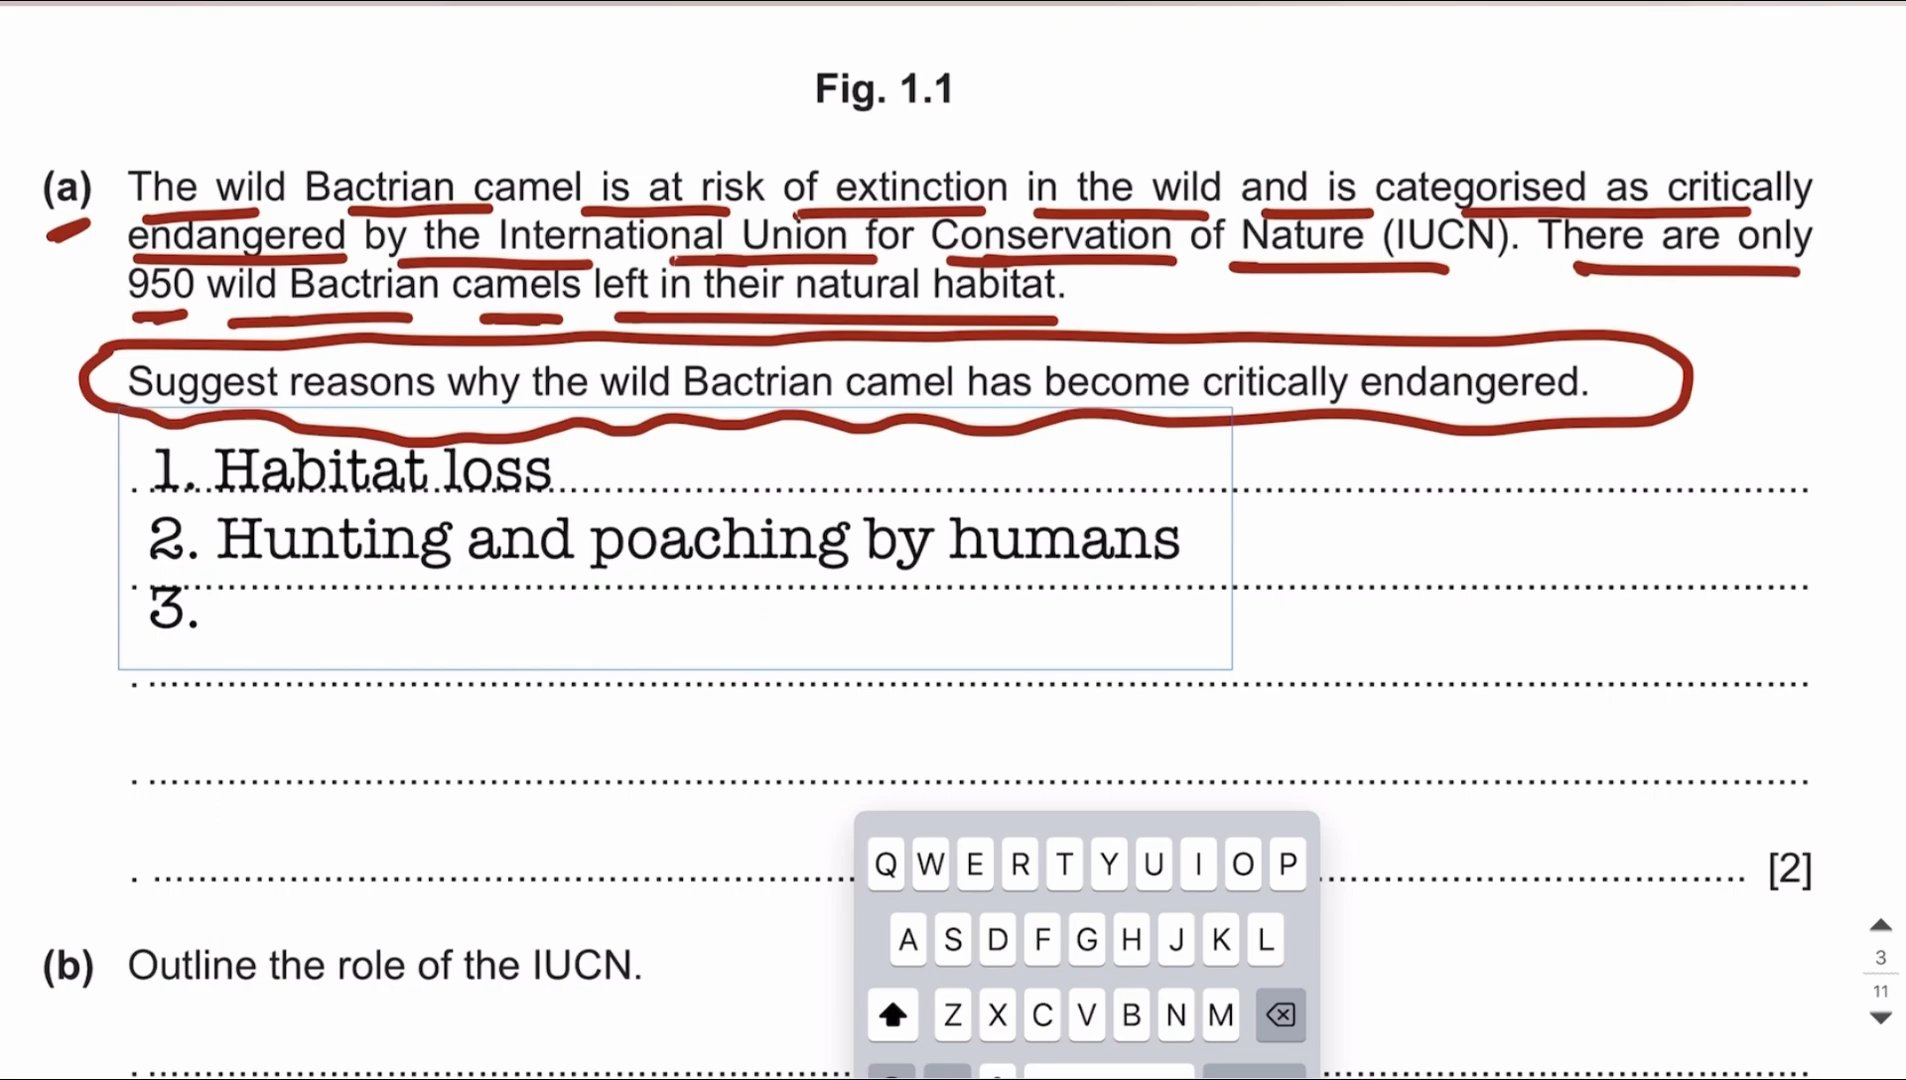 Fig. 1.1
(a) The wild Bactrian camel is at risk of extinction in the wild and is categorised as critically
endangered by the International Union for Conservation of Nature (IUCN). There are only
950 wild Bactrian camels left in their natural habitat.
Suggest reasons why the wild Bactrian camel has become critically endangered.
1. Habitat loss
2. Hunting and poaching by humans
3.
[2]
(b) Outline the role of the IUCN.
Q W E R T Y U I O P
A S D F G H J K L
Z X C V B N M
3
11